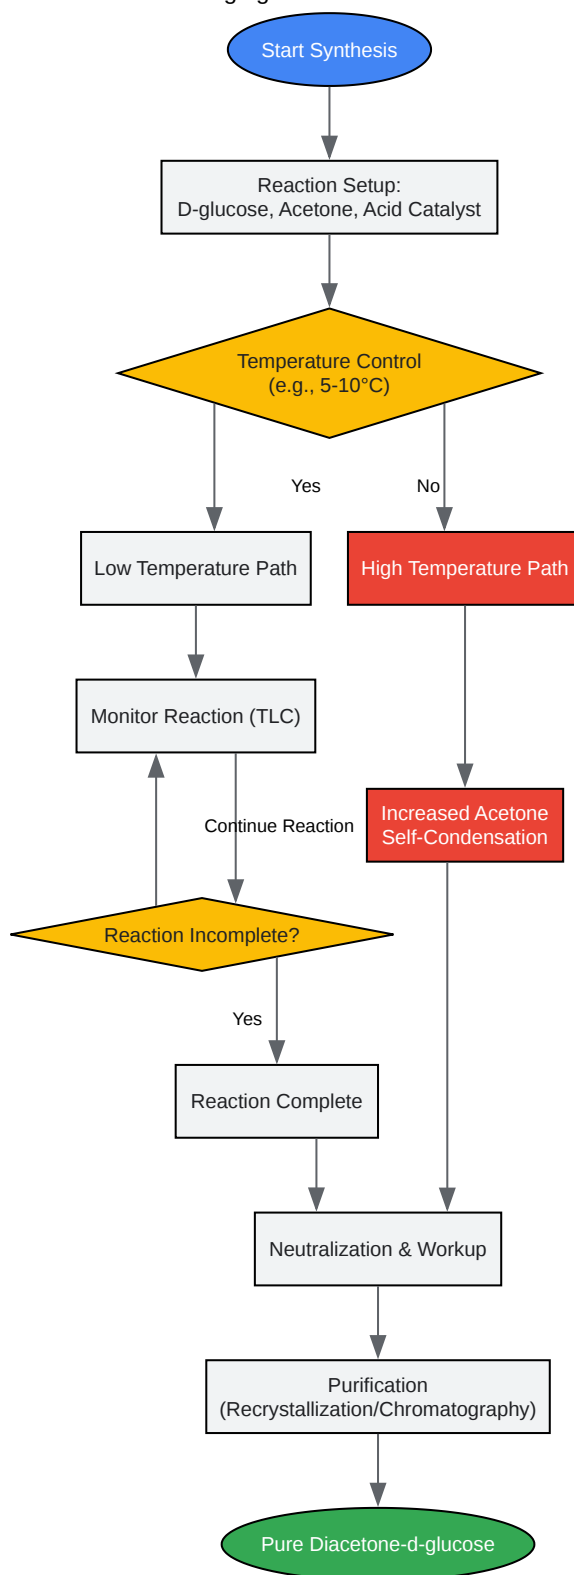 Start Synthesis
Reaction Setup:
D-glucose, Acetone, Acid Catalyst
Temperature Control
(e.g., 5-10°C)
Yes
No
Low Temperature Path
High Temperature Path
Monitor Reaction (TLC)
Increased Acetone
Self-Condensation
Continue Reaction
Reaction Incomplete?
Yes
Reaction Complete
Neutralization & Workup
Purification
(Recrystallization/Chromatography)
Pure Diacetone-d-glucose